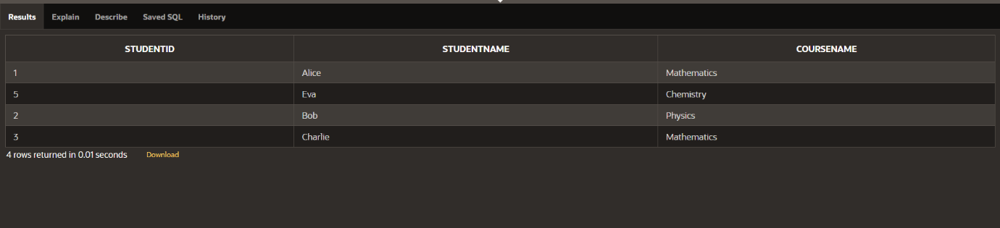 Results Explain Describe Saved SQL History
STUDENTID STUDENTNAME COURSENAME
1 Alice Mathematics
5 Eva Chemistry
2 Bob Physics
3 Charlie Mathematics
4 rows returned in 0.01 seconds Download